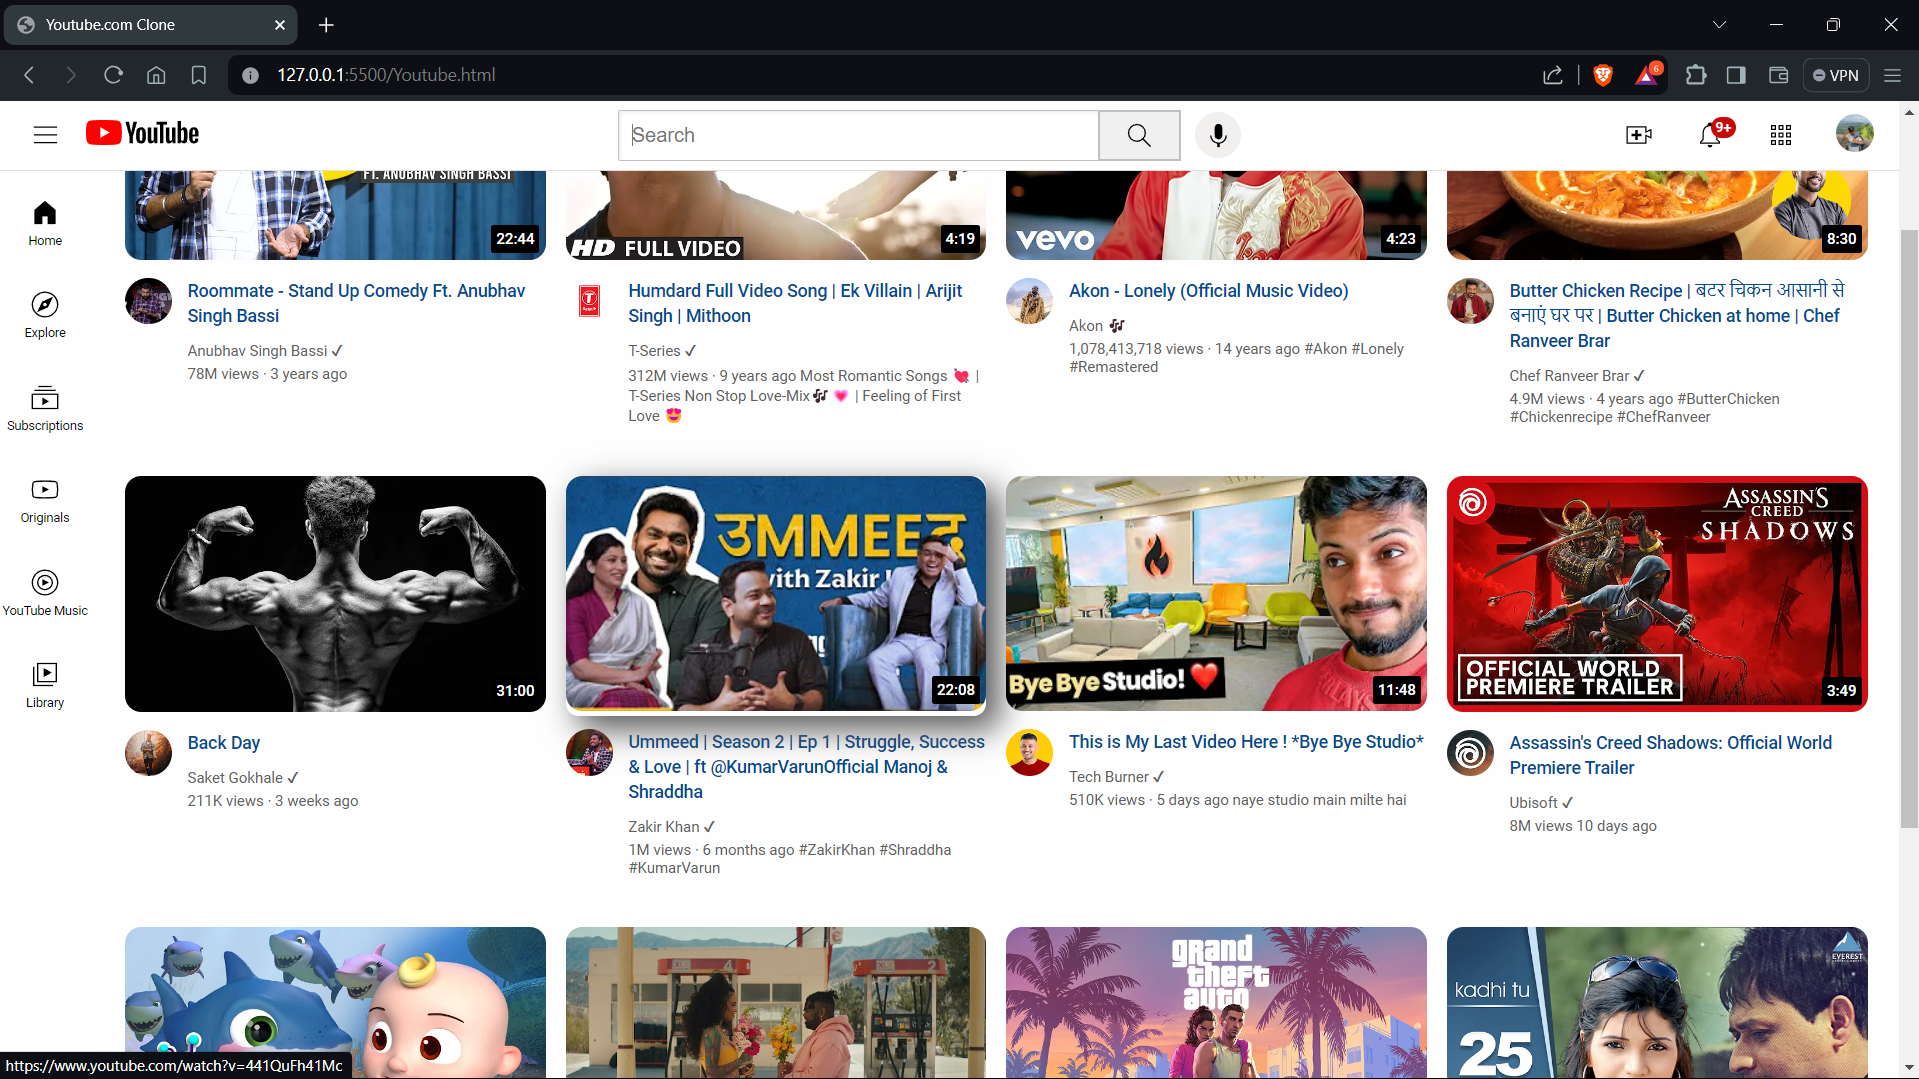 Youtube.com Clone
127.0.0.1:5500/Youtube.html
6
VPN
YouTube
Search
9+
Home
Explore
Subscriptions
Originals
YouTube Music
Library
FT. ANUBHAV SINGH BASSI
22:44
HD FULL VIDEO
4:19
vevo
4:23
8:30
Roommate - Stand Up Comedy Ft. Anubhav
Singh Bassi
Anubhav Singh Bassi ✓
78M views · 3 years ago
Humdard Full Video Song | Ek Villain | Arijit
Singh | Mithoon
T-Series ✓
312M views · 9 years ago Most Romantic Songs 💘 |
T-Series Non Stop Love-Mix🎶 💗 | Feeling of First
Love 😍
Akon - Lonely (Official Music Video)
Akon 🎶
1,078,413,718 views · 14 years ago #Akon #Lonely
#Remastered
Butter Chicken Recipe | बटर चिकन आसानी से
बनाएं घर पर | Butter Chicken at home | Chef
Ranveer Brar
Chef Ranveer Brar ✓
4.9M views · 4 years ago #ButterChicken
#Chickenrecipe #ChefRanveer
31:00
उMMEEद
with Zakir
22:08
Bye Bye Studio! ❤️
11:48
ASSASSIN'S
CREED
SHADOWS
OFFICIAL WORLD
PREMIERE TRAILER
3:49
Back Day
Saket Gokhale ✓
211K views · 3 weeks ago
Ummeed | Season 2 | Ep 1 | Struggle, Success
& Love | ft @KumarVarunOfficial Manoj &
Shraddha
Zakir Khan ✓
1M views · 6 months ago #ZakirKhan #Shraddha
#KumarVarun
This is My Last Video Here ! *Bye Bye Studio*
Tech Burner ✓
510K views · 5 days ago naye studio main milte hai
Assassin's Creed Shadows: Official World
Premiere Trailer
Ubisoft ✓
8M views 10 days ago
4
2
grand
theft
auto
kadhi tu
25
EVEREST
https://www.youtube.com/watch?v=441QuFh41Mc